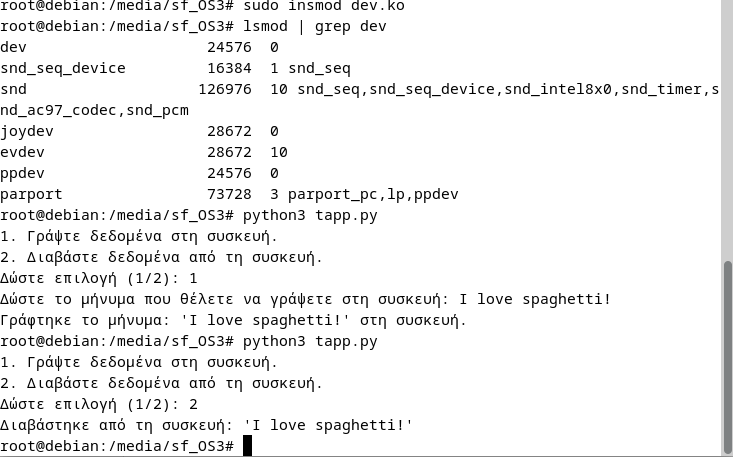 root@debian:/media/sf_OS3# sudo insmod dev.ko
root@debian:/media/sf_OS3# lsmod | grep dev
dev                    24576  0
snd_seq_device         16384  1 snd_seq
snd                   126976  10 snd_seq,snd_seq_device,snd_intel8x0,snd_timer,s
nd_ac97_codec,snd_pcm
joydev                 28672  0
evdev                  28672  10
ppdev                  24576  0
parport                73728  3 parport_pc,lp,ppdev
root@debian:/media/sf_OS3# python3 tapp.py
1. Γράψτε δεδομένα στη συσκευή.
2. Διαβάστε δεδομένα από τη συσκευή.
Δώστε επιλογή (1/2): 1
Δώστε το μήνυμα που θέλετε να γράψετε στη συσκευή: I love spaghetti!
Γράφτηκε το μήνυμα: 'I love spaghetti!' στη συσκευή.
root@debian:/media/sf_OS3# python3 tapp.py
1. Γράψτε δεδομένα στη συσκευή.
2. Διαβάστε δεδομένα από τη συσκευή.
Δώστε επιλογή (1/2): 2
Διαβάστηκε από τη συσκευή: 'I love spaghetti!'
root@debian:/media/sf_OS3#